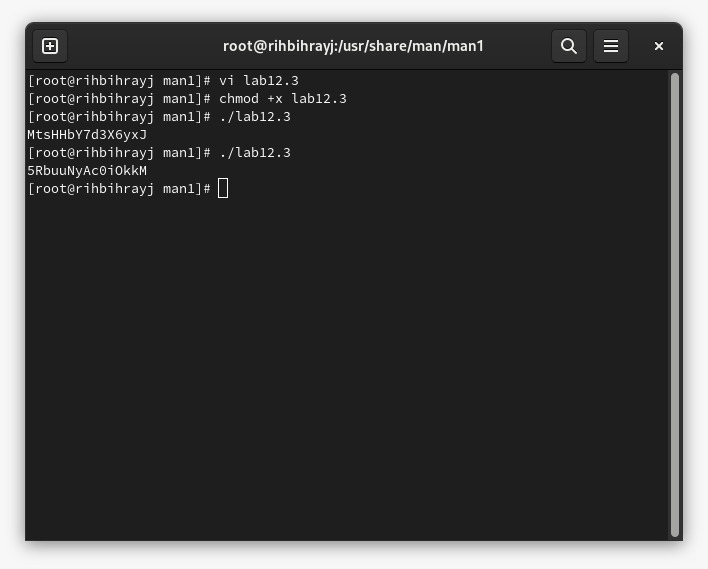 root@rihbihrayj:/usr/share/man/man1
[root@rihbihrayj man1]# vi lab12.3
[root@rihbihrayj man1]# chmod +x lab12.3
[root@rihbihrayj man1]# ./lab12.3
MtsHHbY7d3X6yxJ
[root@rihbihrayj man1]# ./lab12.3
5RbuuNyAc0iOkkM
[root@rihbihrayj man1]#